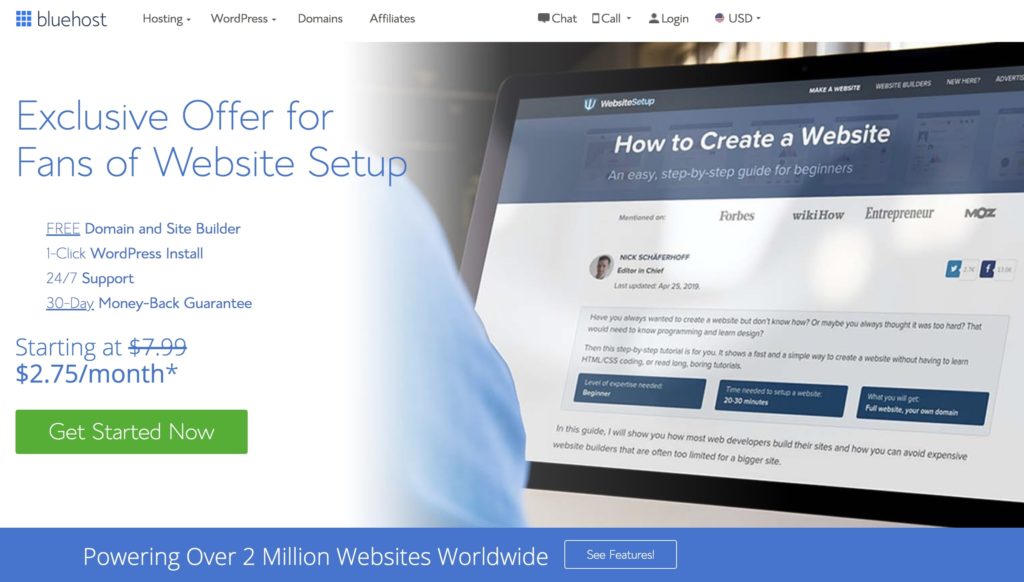 bluehost
Hosting
WordPress
Domains
Affiliates
Chat
Call
Login
USD
Exclusive Offer for
Fans of Website Setup
FREE Domain and Site Builder
1-Click WordPress Install
24/7 Support
30-Day Money-Back Guarantee
Starting at $7.99
$2.75/month*
Get Started Now
WebsiteSetup
MAKE A WEBSITE
WEBSITE BUILDERS
NEW HERE?
How to Create a Website
An easy, step-by-step guide for beginners
Mentioned on:
Forbes
wikiHow
Entrepreneur
MOZ
NICK SCHÄFERHOFF
Editor in Chief
Last updated: Apr 25, 2019.
2.7K
13.0K
Have you always wanted to create a website but don't know how? Or maybe you always thought it was too hard? That
would need to know programming and learn design?
Then this step-by-step tutorial is for you. It shows a fast and a simple way to create a website without having to learn
HTML/CSS coding, or read long, boring tutorials.
Level of expertise needed:
Beginner
Time needed to setup a website:
20-30 minutes
What you will get:
Full website, your own domain
In this guide, I will show you how most web developers build their sites and how you can avoid expensive
website builders that are often too limited for a bigger site.
Powering Over 2 Million Websites Worldwide
See Features!